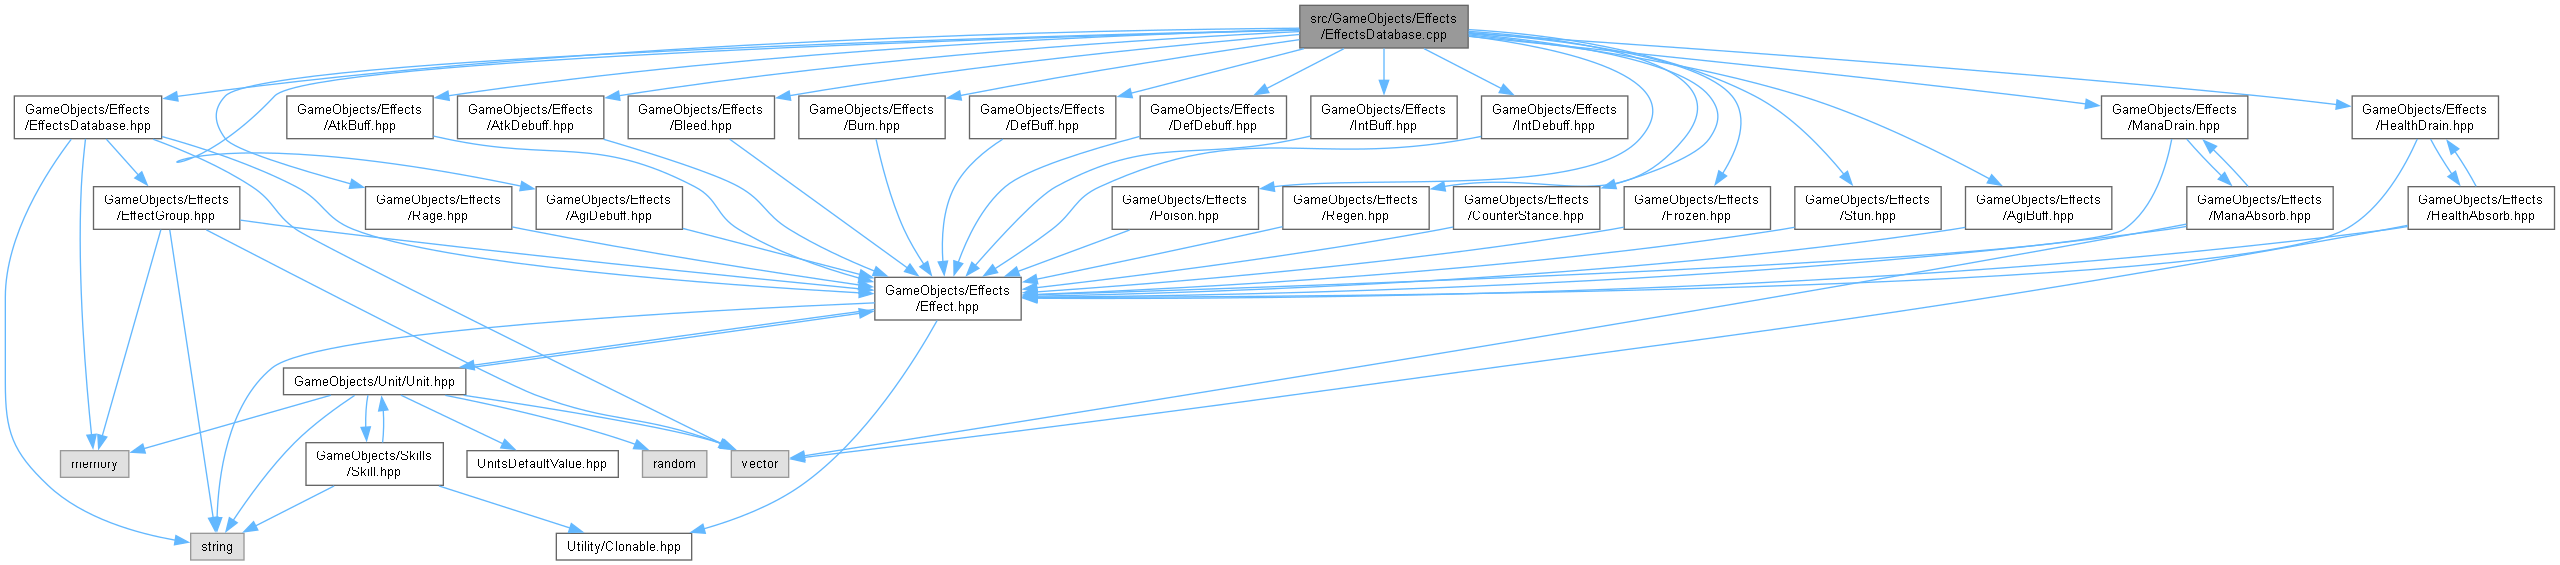 src/GameObjects/Effects
/EffectsDatabase.cpp
GameObjects/Effects
/EffectsDatabase.hpp
GameObjects/Effects
/AtkBuff.hpp
GameObjects/Effects
/AtkDebuff.hpp
GameObjects/Effects
/Bleed.hpp
GameObjects/Effects
/Burn.hpp
GameObjects/Effects
/DefBuff.hpp
GameObjects/Effects
/DefDebuff.hpp
GameObjects/Effects
/IntBuff.hpp
GameObjects/Effects
/IntDebuff.hpp
GameObjects/Effects
/ManaDrain.hpp
GameObjects/Effects
/HealthDrain.hpp
GameObjects/Effects
/EffectGroup.hpp
GameObjects/Effects
/Rage.hpp
GameObjects/Effects
/AgiDebuff.hpp
GameObjects/Effects
/Poison.hpp
GameObjects/Effects
/Regen.hpp
GameObjects/Effects
/CounterStance.hpp
GameObjects/Effects
/Frozen.hpp
GameObjects/Effects
/Stun.hpp
GameObjects/Effects
/AgiBuff.hpp
GameObjects/Effects
/ManaAbsorb.hpp
GameObjects/Effects
/HealthAbsorb.hpp
GameObjects/Effects
/Effect.hpp
GameObjects/Unit/Unit.hpp
memory
GameObjects/Skills
/Skill.hpp
UnitsDefaultValue.hpp
random
vector
string
Utility/Clonable.hpp